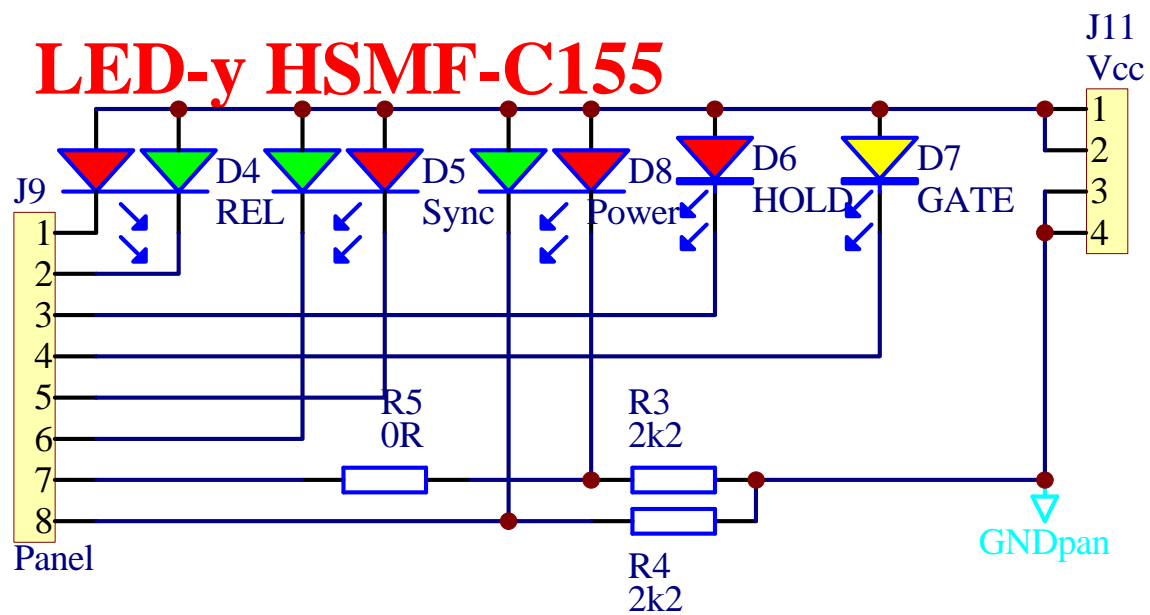 LED-y HSMF-C155
J11
Vcc
1
2
3
4
D4
REL
D5
Sync
D8
Power
D6
HOLD
D7
GATE
J9
1
2
3
4
5
6
7
8
Panel
R5
0R
R3
2k2
R4
2k2
GNDpan